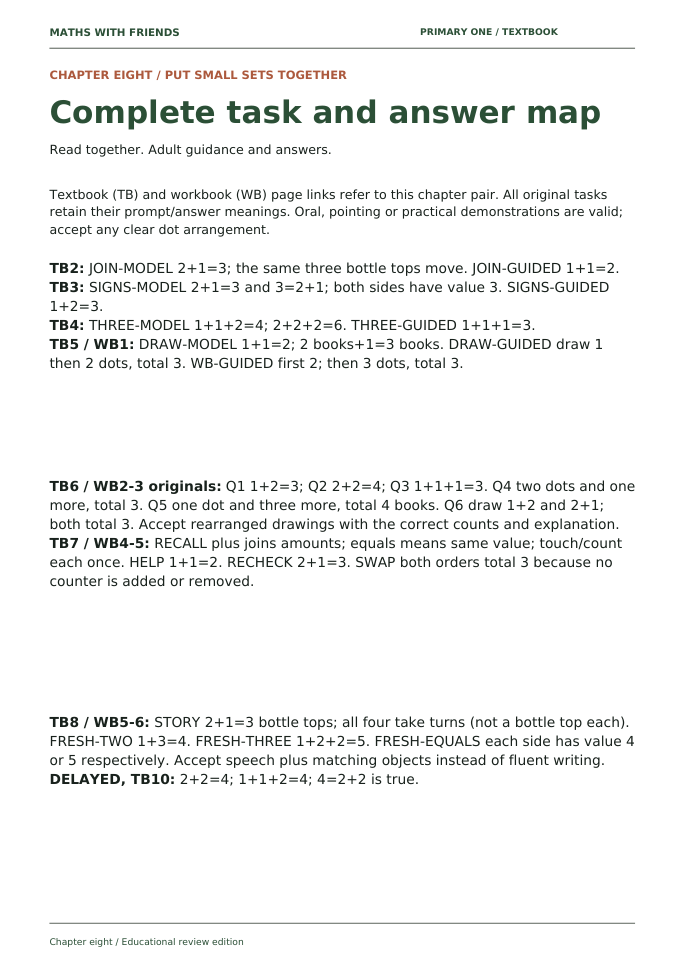 MATHS WITH FRIENDS
PRIMARY ONE / TEXTBOOK
CHAPTER EIGHT / PUT SMALL SETS TOGETHER
Complete task and answer map
Read together. Adult guidance and answers.
Textbook (TB) and workbook (WB) page links refer to this chapter pair. All original tasks
retain their prompt/answer meanings. Oral, pointing or practical demonstrations are valid;
accept any clear dot arrangement.
TB2: JOIN-MODEL 2+1=3; the same three bottle tops move. JOIN-GUIDED 1+1=2.
TB3: SIGNS-MODEL 2+1=3 and 3=2+1; both sides have value 3. SIGNS-GUIDED
1+2=3.
TB4: THREE-MODEL 1+1+2=4; 2+2+2=6. THREE-GUIDED 1+1+1=3.
TB5 / WB1: DRAW-MODEL 1+1=2; 2 books+1=3 books. DRAW-GUIDED draw 1
then 2 dots, total 3. WB-GUIDED first 2; then 3 dots, total 3.
TB6 / WB2-3 originals: Q1 1+2=3; Q2 2+2=4; Q3 1+1+1=3. Q4 two dots and one
more, total 3. Q5 one dot and three more, total 4 books. Q6 draw 1+2 and 2+1;
both total 3. Accept rearranged drawings with the correct counts and explanation.
TB7 / WB4-5: RECALL plus joins amounts; equals means same value; touch/count
each once. HELP 1+1=2. RECHECK 2+1=3. SWAP both orders total 3 because no
counter is added or removed.
TB8 / WB5-6: STORY 2+1=3 bottle tops; all four take turns (not a bottle top each).
FRESH-TWO 1+3=4. FRESH-THREE 1+2+2=5. FRESH-EQUALS each side has value 4
or 5 respectively. Accept speech plus matching objects instead of fluent writing.
DELAYED, TB10: 2+2=4; 1+1+2=4; 4=2+2 is true.
Chapter eight / Educational review edition